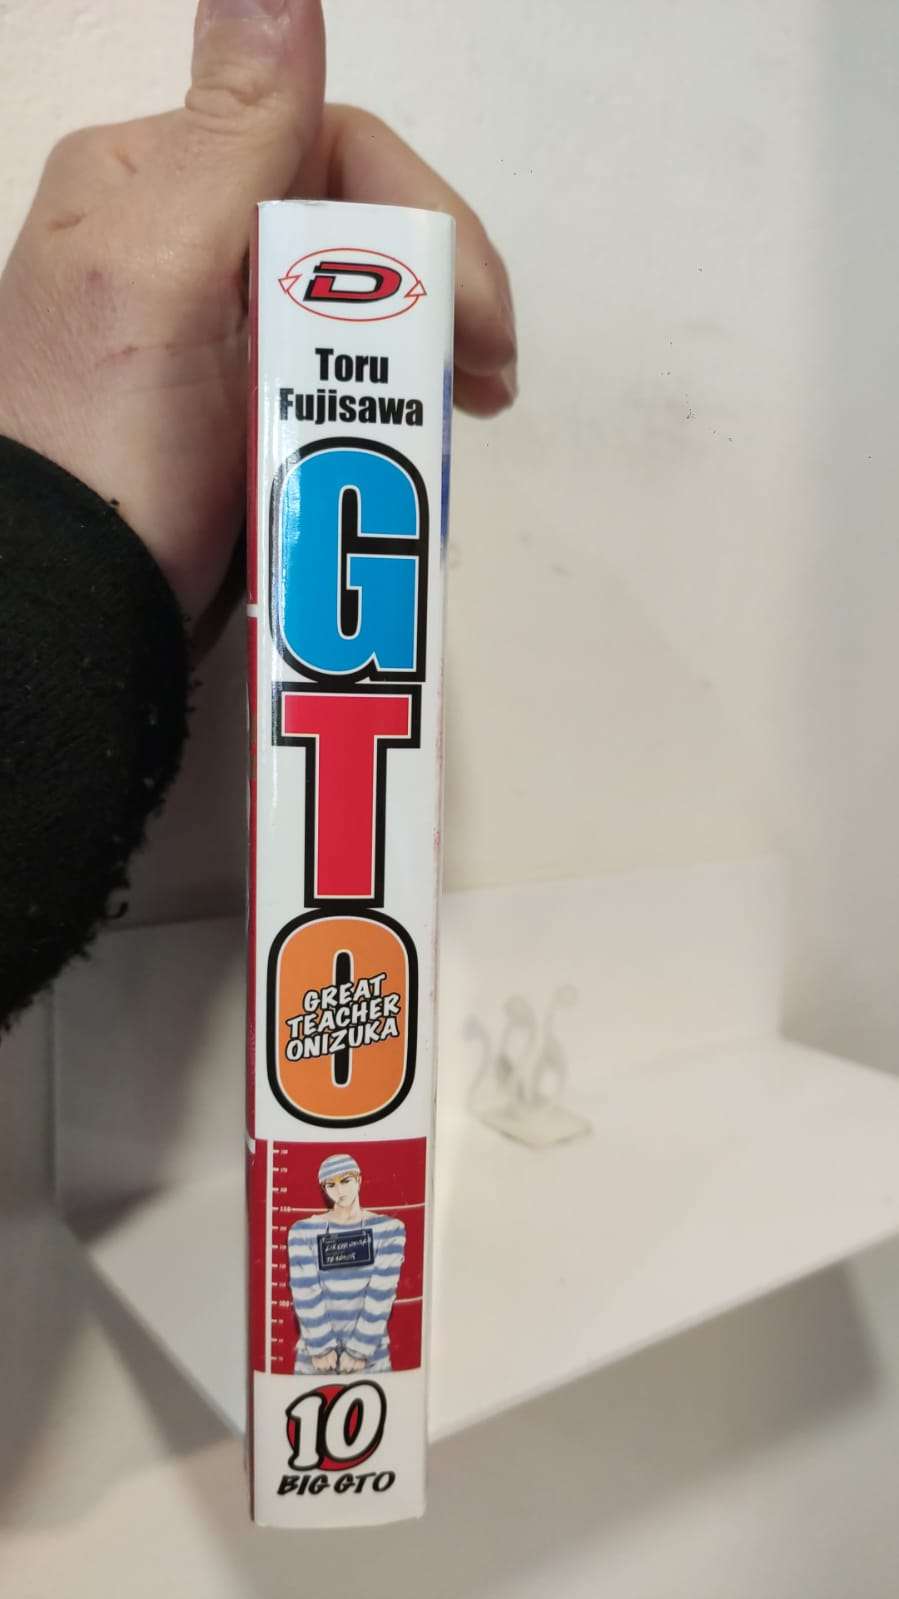 D
Toru
Fujisawa
GTO
GREAT
TEACHER
ONIZUKA
10
BIG GTO